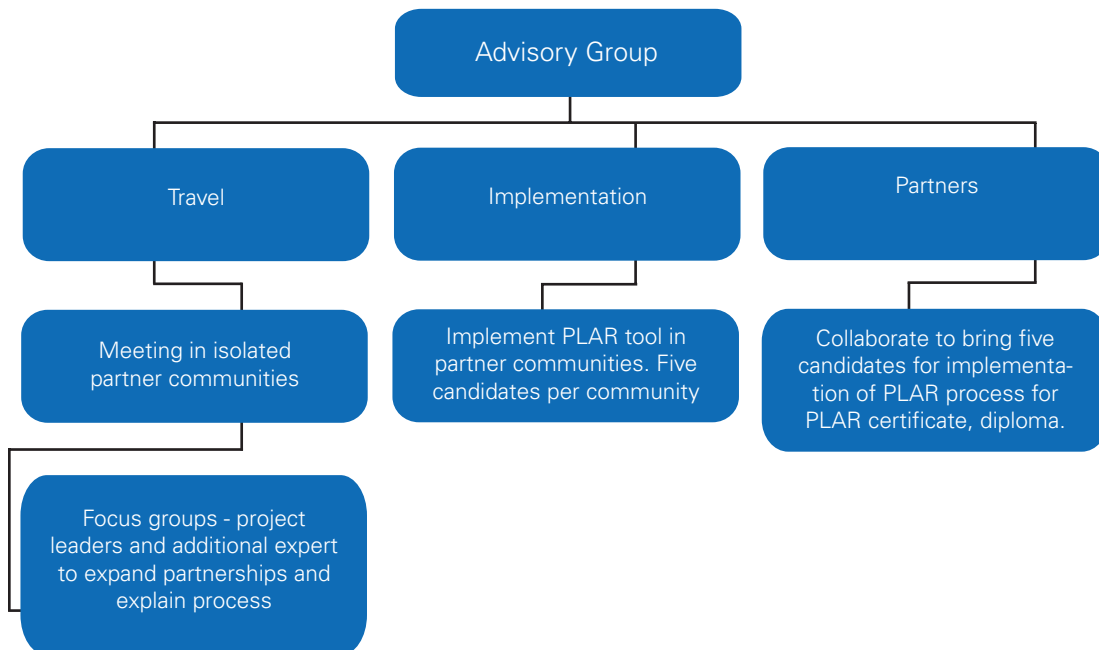 Advisory Group
Travel
Implementation
Partners
Meeting in isolated
partner communities
Implement PLAR tool in
partner communities. Five
candidates per community
Collaborate to bring five
candidates for implementa-
tion of PLAR process for
PLAR certificate, diploma.
Focus groups - project
leaders and additional expert
to expand partnerships and
explain process